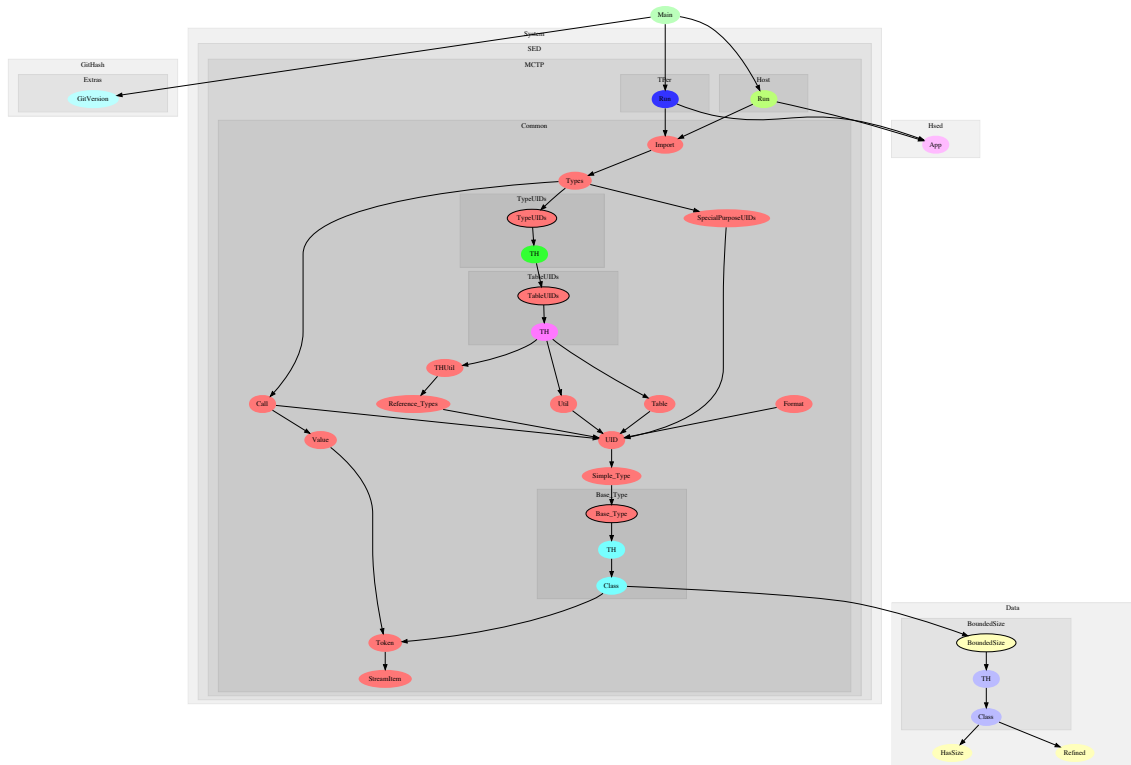 Main
System
SED
GitHash
MCTP
Extras
TPer
Host
GitVersion
Run
Run
Common
Hsed
Import
App
Types
TypeUIDs
TypeUIDs
SpecialPurposeUIDs
TH
TableUIDs
TableUIDs
TH
THUtil
Call
Reference_Types
Util
Table
Format
Value
UID
Simple_Type
Base_Type
Base_Type
TH
Class
Data
BoundedSize
Token
BoundedSize
StreamItem
TH
Class
HasSize
Refined